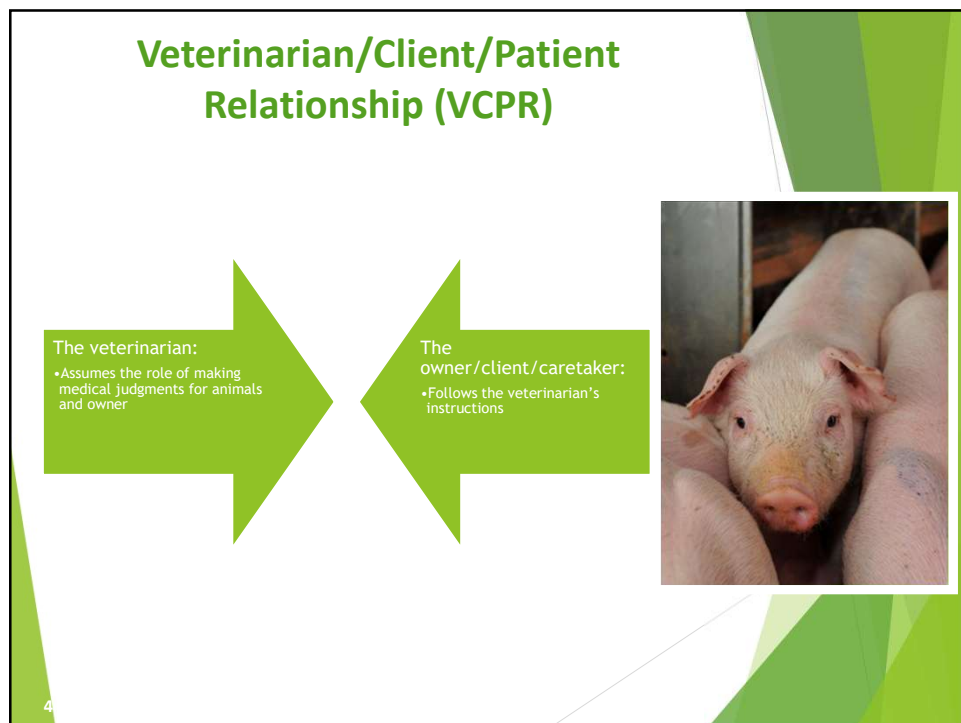 Veterinarian/Client/Patient
Relationship (VCPR)
The veterinarian:
•Assumes the role of making
medical judgments for animals
and owner
The
owner/client/caretaker:
•Follows the veterinarian's
instructions
4